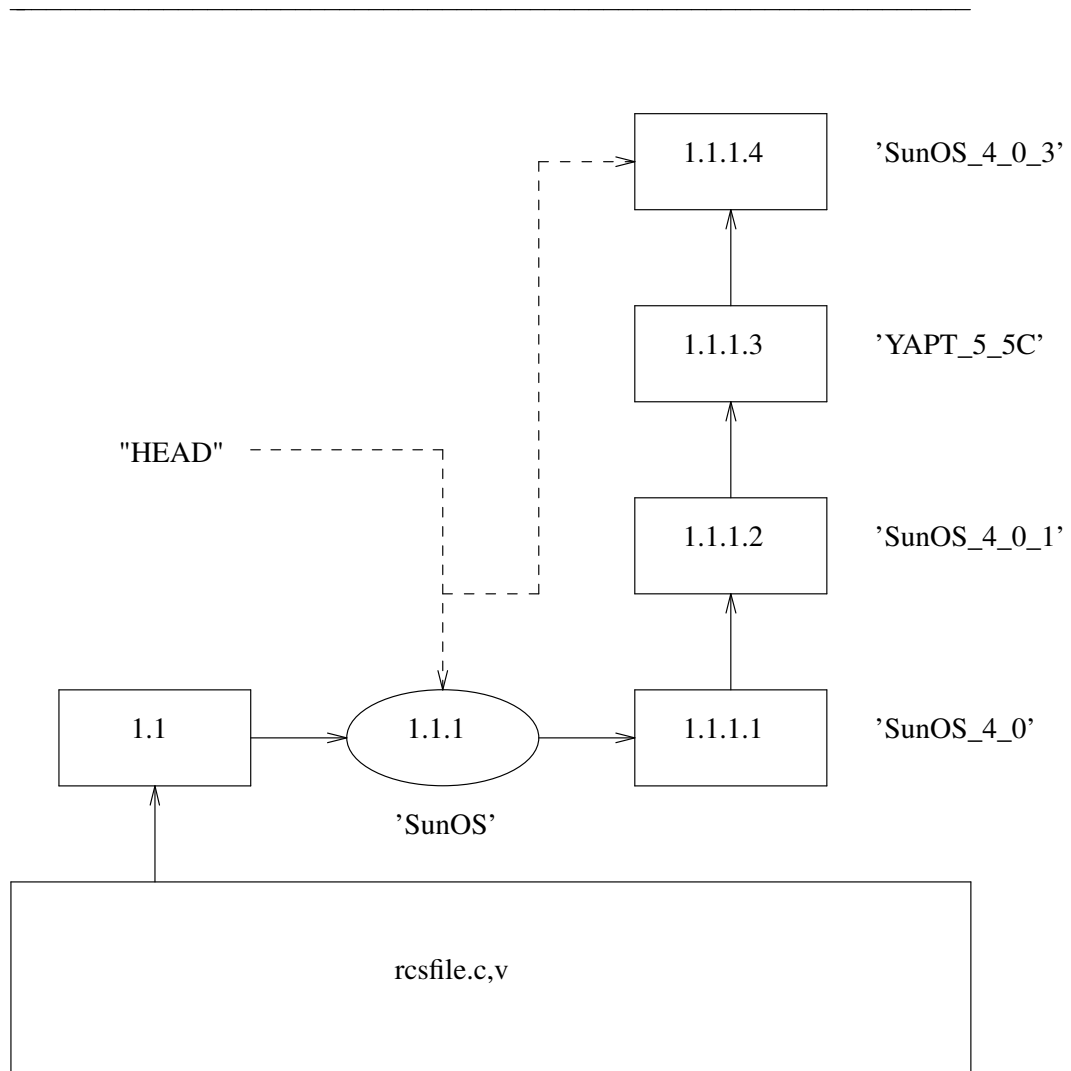 1.1.1.4 ’SunOS_4_0_3’
1.1.1.3 ’YAPT_5_5C’
"HEAD"
1.1.1.2 ’SunOS_4_0_1’
1.1 1.1.1 1.1.1.1 ’SunOS_4_0’
’SunOS’
rcsfile.c,v